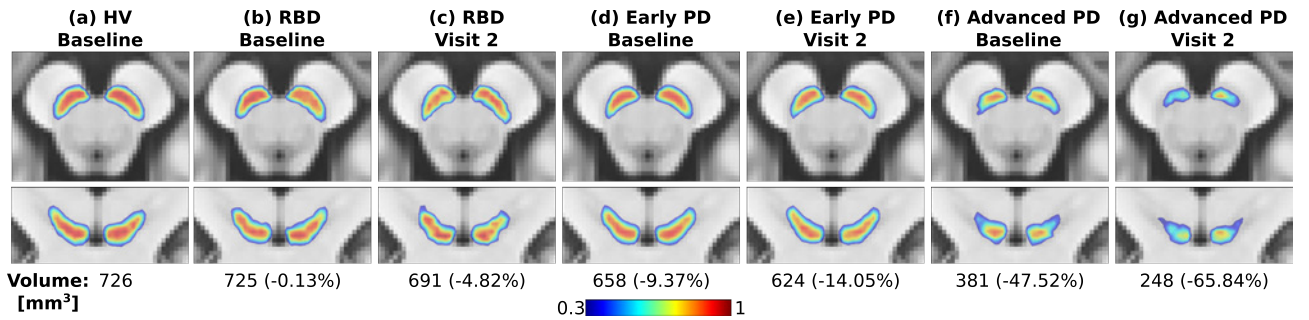 (a) HV
Baseline
(b) RBD
Baseline
(c) RBD
Visit 2
(d) Early PD
Baseline
(e) Early PD
Visit 2
(f) Advanced PD
Baseline
(g) Advanced PD
Visit 2
Volume: 726 725 (-0.13%) 691 (-4.82%) 658 (-9.37%) 624 (-14.05%) 381 (-47.52%) 248 (-65.84%)
[mm³]
0.3 1